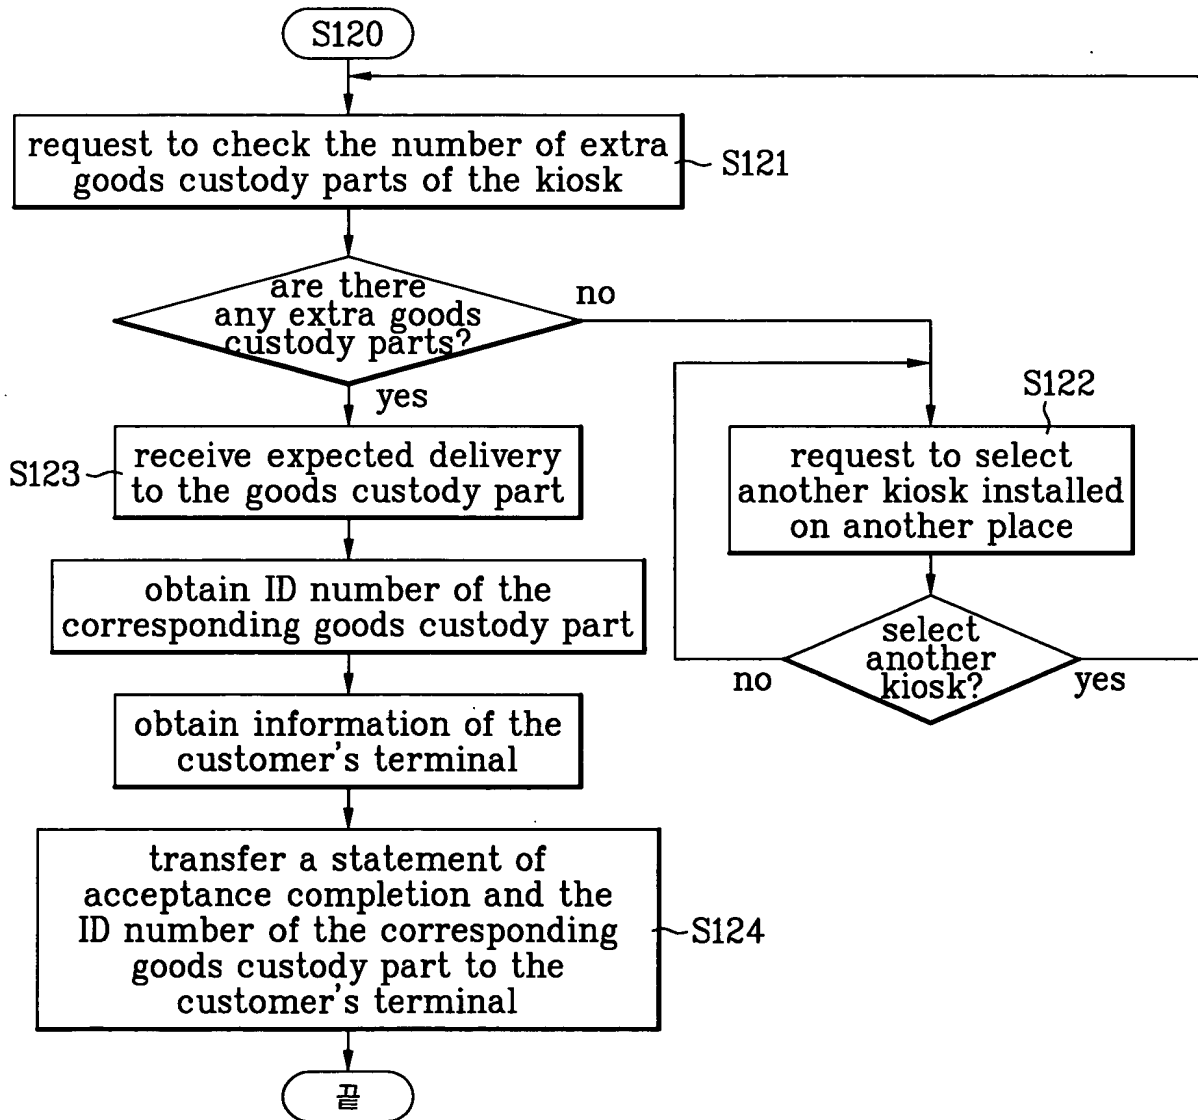 S120
request to check the number of extra
goods custody parts of the kiosk
S121
are there
any extra goods
custody parts?
no
yes
S122
request to select
another kiosk installed
on another place
S123
receive expected delivery
to the goods custody part
obtain ID number of the
corresponding goods custody part
select
another
kiosk?
no
yes
obtain information of the
customer's terminal
transfer a statement of
acceptance completion and the
ID number of the corresponding
goods custody part to the
customer's terminal
S124
끝